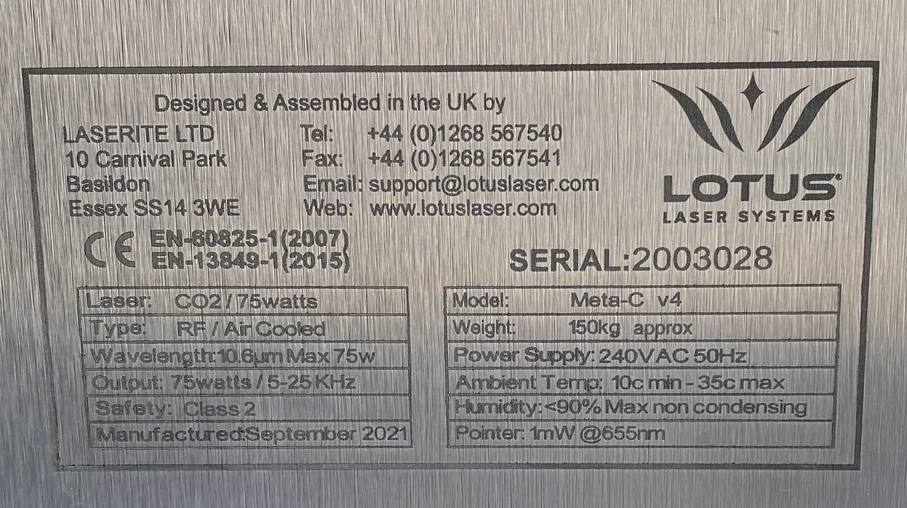 Designed & Assembled in the UK by
LASERITE LTD
10 Carnival Park
Basildon
Essex SS14 3WE
Tel: +44 (0)1268 567540
Fax: +44 (0)1268 567541
Email: support@lotuslaser.com
Web: www.lotuslaser.com
LOTUS
LASER SYSTEMS
CE EN-60825-1(2007)
EN-13849-1(2015)
SERIAL:2003028
Laser: CO2 / 75watts
Type: RF / Air Cooled
Wavelength:10.6µm Max 75w
Output: 75watts / 5-25 KHz
Safety: Class 2
Manufactured:September 2021
Model: Meta-C v4
Weight: 150kg approx
Power Supply: 240VAC 50Hz
Ambient Temp: 10c min - 35c max
Humidity:<90% Max non condensing
Pointer: 1mW @655nm